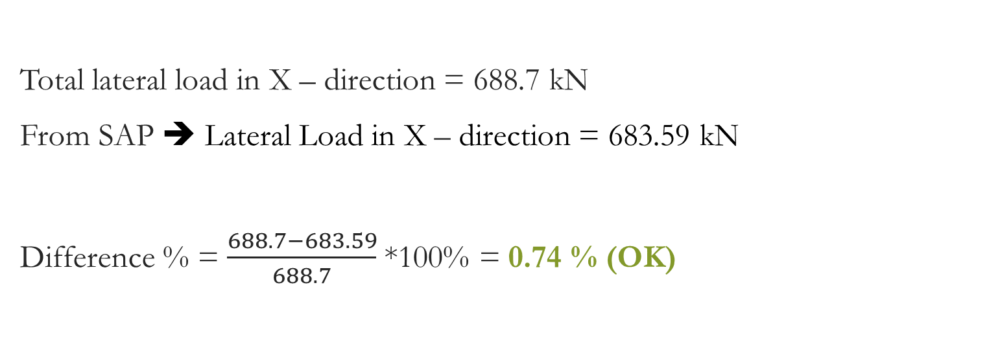 Total lateral load in X – direction = 688.7 kN
From SAP 🡺 Lateral Load in X – direction = 683.59 kN
Difference % = \frac{688.7−683.59}{688.7} *100% = 0.74 % (OK)